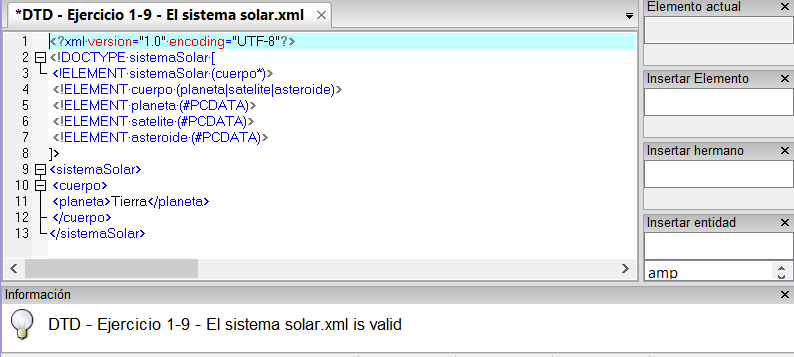 *DTD - Ejercicio 1-9 - El sistema solar.xml
Elemento actual
Insertar Elemento
Insertar hermano
Insertar entidad
amp
1 <?xml version="1.0" encoding="UTF-8"?>
2 <!DOCTYPE sistemaSolar [
3 <!ELEMENT sistemaSolar (cuerpo*)>
4 <!ELEMENT cuerpo (planeta|satelite|asteroide)>
5 <!ELEMENT planeta (#PCDATA)>
6 <!ELEMENT satelite (#PCDATA)>
7 <!ELEMENT asteroide (#PCDATA)>
8 ]>
9 <sistemaSolar>
10 <cuerpo>
11 <planeta>Tierra</planeta>
12 </cuerpo>
13 </sistemaSolar>
Información
DTD - Ejercicio 1-9 - El sistema solar.xml is valid